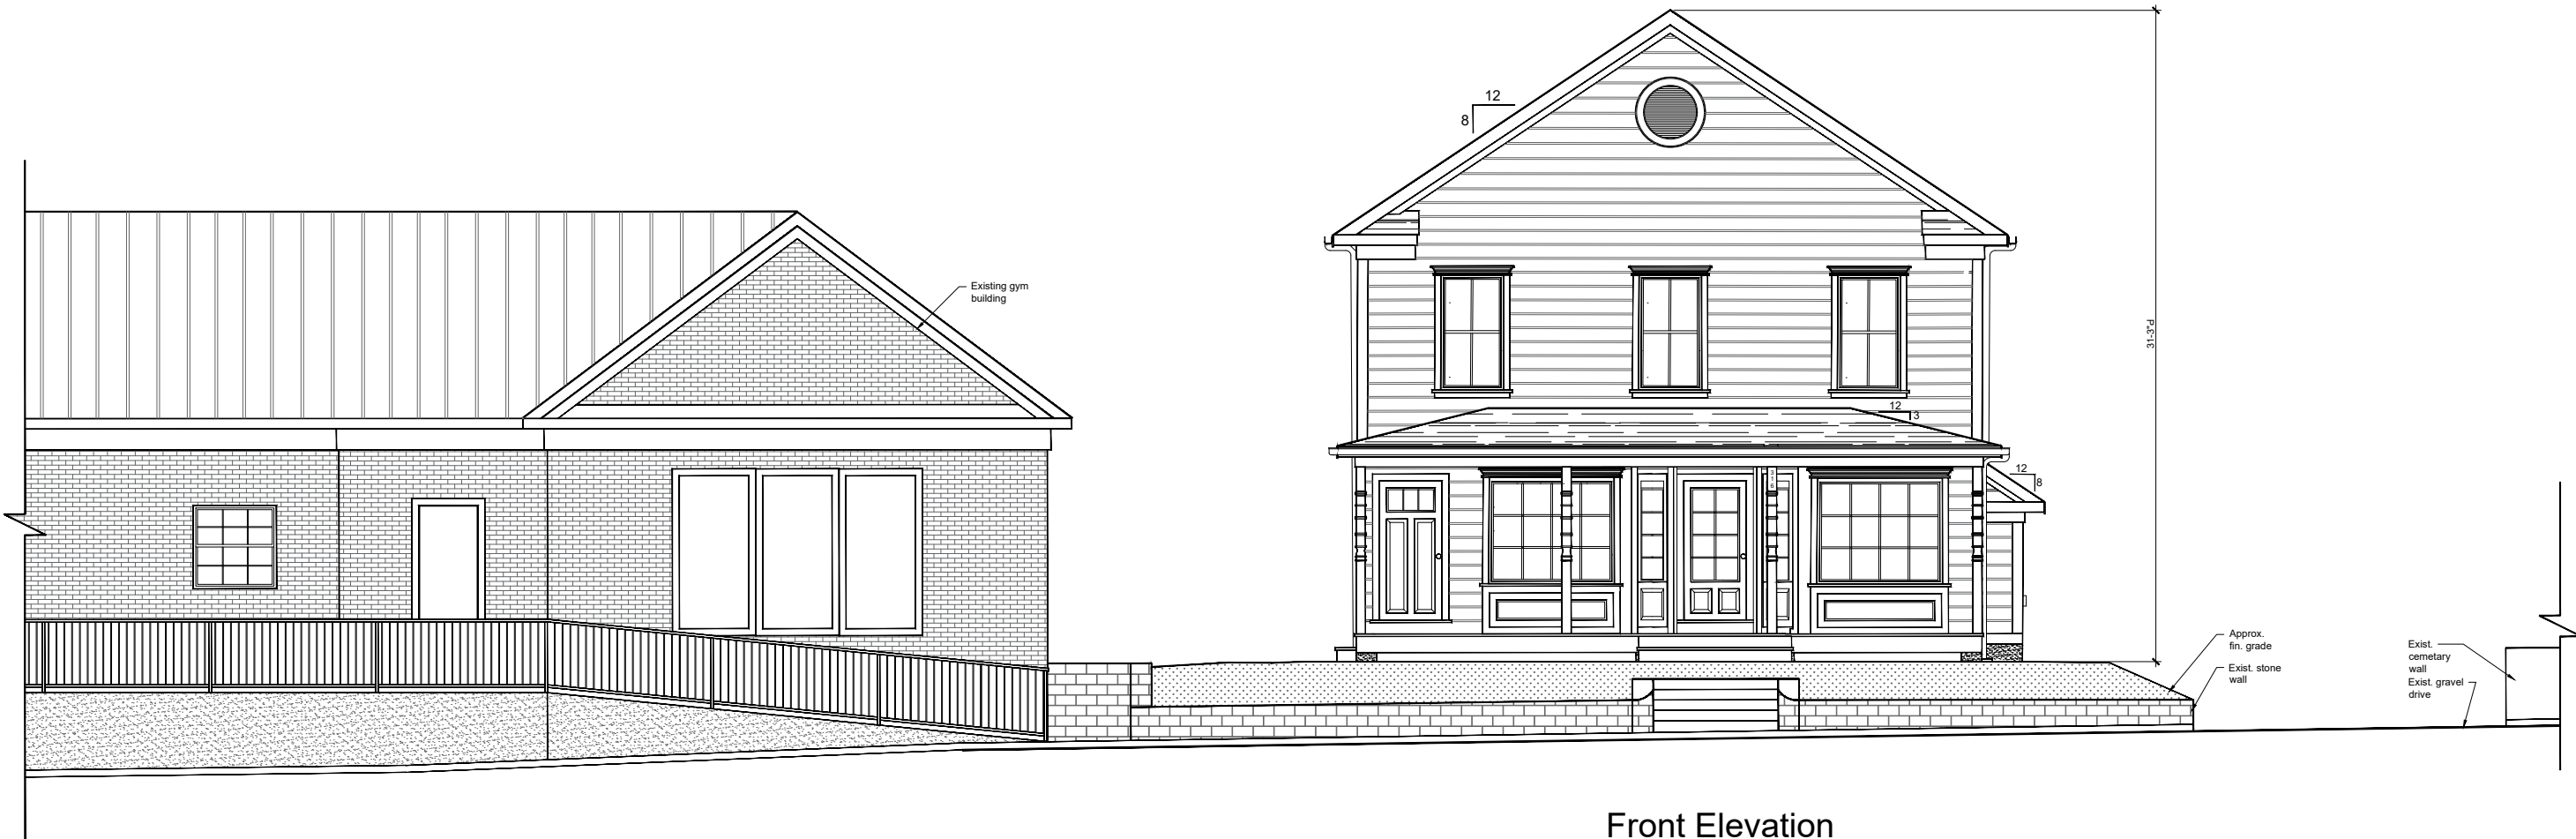 12
8
Existing gym
building
12
3
31-3"±
316
12
8
Approx.
fin. grade
Exist. stone
wall
Exist.
cemetary
wall
Exist. gravel
drive
Front Elevation